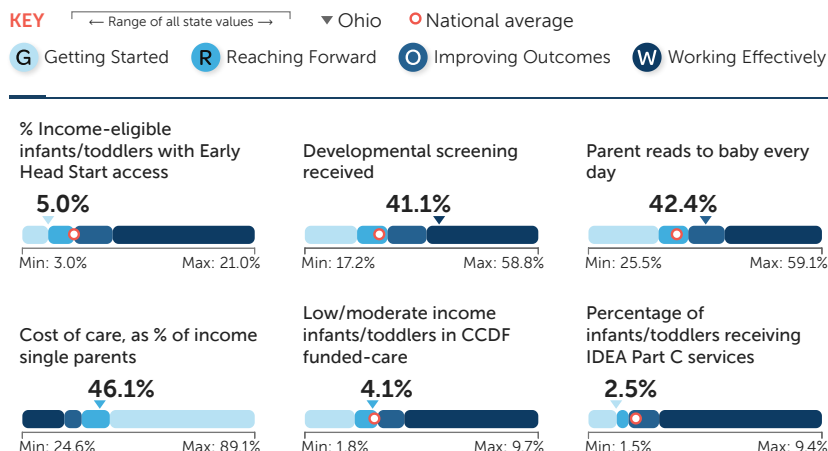 KEY
← Range of all state values →
Ohio
National average
G Getting Started
R Reaching Forward
O Improving Outcomes
W Working Effectively
% Income-eligible
infants/toddlers with Early
Head Start access
5.0%
Min: 3.0% Max: 21.0%
Developmental screening
received
41.1%
Min: 17.2% Max: 58.8%
Parent reads to baby every
day
42.4%
Min: 25.5% Max: 59.1%
Cost of care, as % of income
single parents
46.1%
Min: 24.6% Max: 89.1%
Low/moderate income
infants/toddlers in CCDF
funded-care
4.1%
Min: 1.8% Max: 9.7%
Percentage of
infants/toddlers receiving
IDEA Part C services
2.5%
Min: 1.5% Max: 9.4%